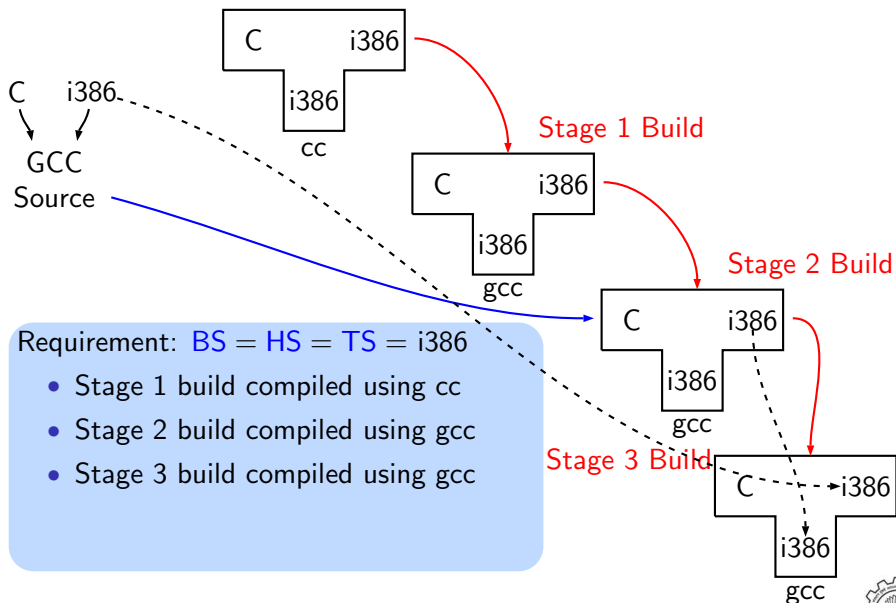 C i386
i386
cc
C i386
GCC
Source
Stage 1 Build
C i386
i386
gcc
Stage 2 Build
C i386
i386
gcc
Requirement: BS = HS = TS = i386
• Stage 1 build compiled using cc
• Stage 2 build compiled using gcc
• Stage 3 build compiled using gcc
Stage 3 Build
C i386
i386
gcc